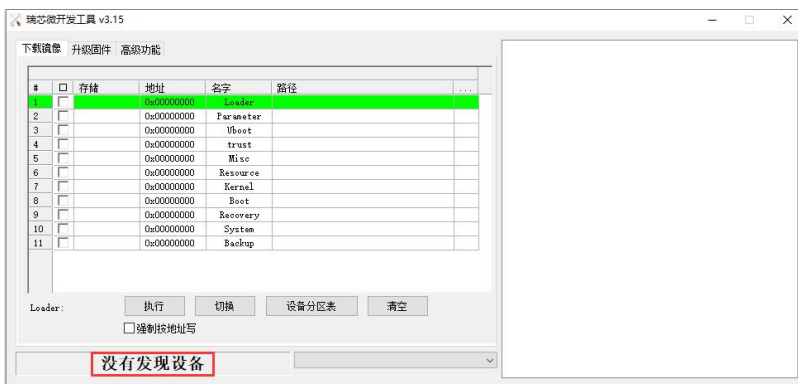 瑞芯微开发工具 v3.15
下载镜像 升级固件 高级功能
# 存储 地址 名字 路径 ...
1 0x00000000 Loader
2 0x00000000 Parameter
3 0x00000000 Uboot
4 0x00000000 trust
5 0x00000000 Misc
6 0x00000000 Resource
7 0x00000000 Kernel
8 0x00000000 Boot
9 0x00000000 Recovery
10 0x00000000 System
11 0x00000000 Backup
Loader: 执行 切换 设备分区表 清空
强制按地址写
没有发现设备